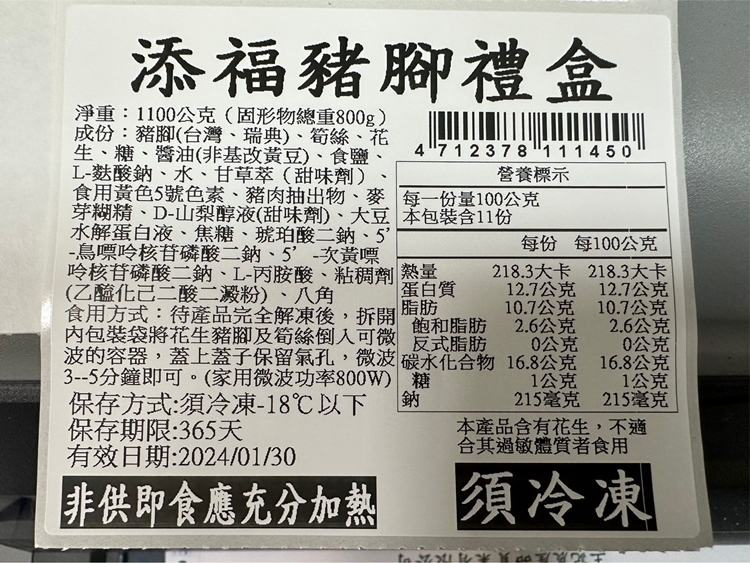 添福豬腳禮盒
淨重：1100公克（固形物總重800g）
成份：豬腳(台灣、瑞典)、筍絲、花
生、糖、醬油(非基改黃豆)、食鹽、
L-麩酸鈉、水、甘草萃（甜味劑）、
食用黃色5號色素、豬肉抽出物、麥
芽糊精、D-山梨醇液(甜味劑)、大豆
水解蛋白液、焦糖、琥珀酸二鈉、5’
-鳥嘌呤核苷磷酸二鈉、5’-次黃嘌
呤核苷磷酸二鈉、L-丙胺酸、粘稠劑
(乙醯化己二酸二澱粉)、八角
食用方式：待產品完全解凍後，拆開
內包裝袋將花生豬腳及筍絲倒入可微
波的容器，蓋上蓋子保留氣孔，微波
3--5分鐘即可。(家用微波功率800W)
保存方式:須冷凍-18℃以下
保存期限:365天
有效日期:2024/01/30
非供即食應充分加熱
4 712378 111450
營養標示
每一份量100公克
本包裝含11份
每份 每100公克
熱量 218.3大卡 218.3大卡
蛋白質 12.7公克 12.7公克
脂肪 10.7公克 10.7公克
飽和脂肪 2.6公克 2.6公克
反式脂肪 0公克 0公克
碳水化合物 16.8公克 16.8公克
糖 1公克 1公克
鈉 215毫克 215毫克
本產品含有花生，不適
合其過敏體質者食用
須冷凍